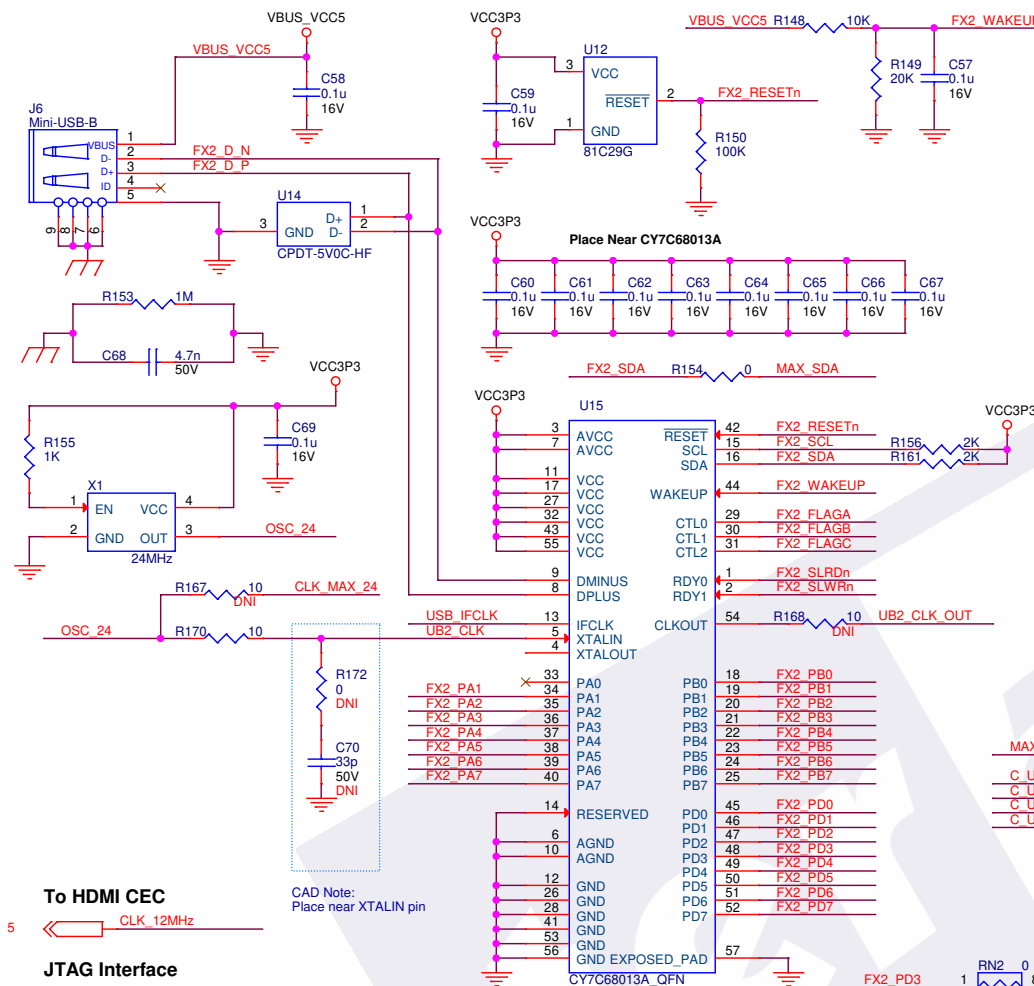 VBUS_VCC5
VBUS_VCC5
C58
0.1u
16V
J6
Mini-USB-B
VBUS
D-
D+
ID
1
2
3
4
5
FX2_D_N
FX2_D_P
9
8
7
6
U14
3
GND
D+
D-
1
2
CPDT-5V0C-HF
VCC3P3
U12
3
VCC
RESET
2
FX2_RESETn
1
GND
81C29G
C59
0.1u
16V
R150
100K
VBUS_VCC5
R148
10K
FX2_WAKEUP
R149
20K
C57
0.1u
16V
VCC3P3
Place Near CY7C68013A
C60
0.1u
16V
C61
0.1u
16V
C62
0.1u
16V
C63
0.1u
16V
C64
0.1u
16V
C65
0.1u
16V
C66
0.1u
16V
C67
0.1u
16V
R153
1M
C68
4.7n
50V
FX2_SDA
R154
0
MAX_SDA
VCC3P3
R155
1K
C69
0.1u
16V
X1
1
EN
VCC
4
2
GND
OUT
3
24MHz
OSC_24
R167
10
DNI
CLK_MAX_24
OSC_24
R170
10
R172
0
DNI
C70
33p
50V
DNI
CAD Note:
Place near XTALIN pin
VCC3P3
U15
3 AVCC
7 AVCC
11 VCC
17 VCC
27 VCC
32 VCC
43 VCC
55 VCC
9 DMINUS
8 DPLUS
USB_IFCLK 13 IFCLK
UB2_CLK 5 XTALIN
4 XTALOUT
33 PA0
FX2_PA1 34 PA1
FX2_PA2 35 PA2
FX2_PA3 36 PA3
FX2_PA4 37 PA4
FX2_PA5 38 PA5
FX2_PA6 39 PA6
FX2_PA7 40 PA7
14 RESERVED
6 AGND
10 AGND
12 GND
26 GND
28 GND
41 GND
53 GND
56 GND
RESET 42 FX2_RESETn
SCL 15 FX2_SCL
SDA 16 FX2_SDA
WAKEUP 44 FX2_WAKEUP
CTL0 29 FX2_FLAGA
CTL1 30 FX2_FLAGB
CTL2 31 FX2_FLAGC
RDY0 1 FX2_SLRDn
RDY1 2 FX2_SLWRn
CLKOUT 54
R168
10
DNI
UB2_CLK_OUT
PB0 18 FX2_PB0
PB1 19 FX2_PB1
PB2 20 FX2_PB2
PB3 21 FX2_PB3
PB4 22 FX2_PB4
PB5 23 FX2_PB5
PB6 24 FX2_PB6
PB7 25 FX2_PB7
PD0 45 FX2_PD0
PD1 46 FX2_PD1
PD2 47 FX2_PD2
PD3 48 FX2_PD3
PD4 49 FX2_PD4
PD5 50 FX2_PD5
PD6 51 FX2_PD6
PD7 52 FX2_PD7
EXPOSED_PAD 57
CY7C68013A_QFN
VCC3P3
R156 2K
R161 2K
MAX
C_U
C_U
C_U
FX2_PD3
1
RN2
0
8
To HDMI CEC
5
CLK_12MHz
JTAG Interface